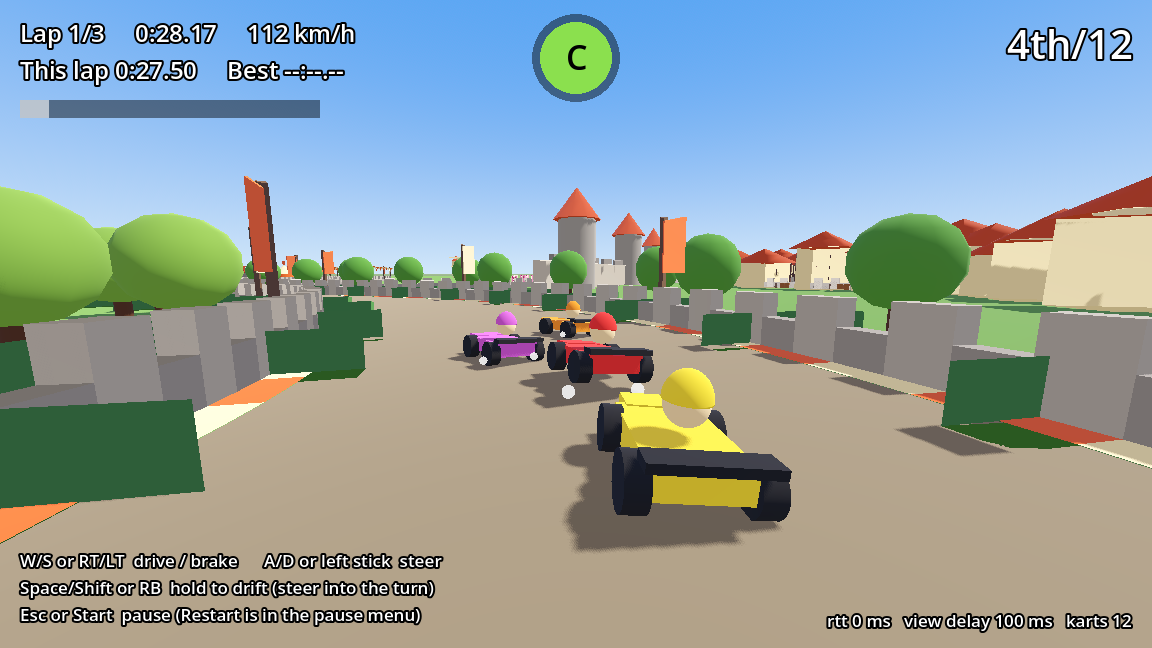 Lap 1/3 0:28.17 112 km/h
This lap 0:27.50 Best --:--.--
C
4th/12
W/S or RT/LT drive / brake A/D or left stick steer
Space/Shift or RB hold to drift (steer into the turn)
Esc or Start pause (Restart is in the pause menu)
rtt 0 ms view delay 100 ms karts 12